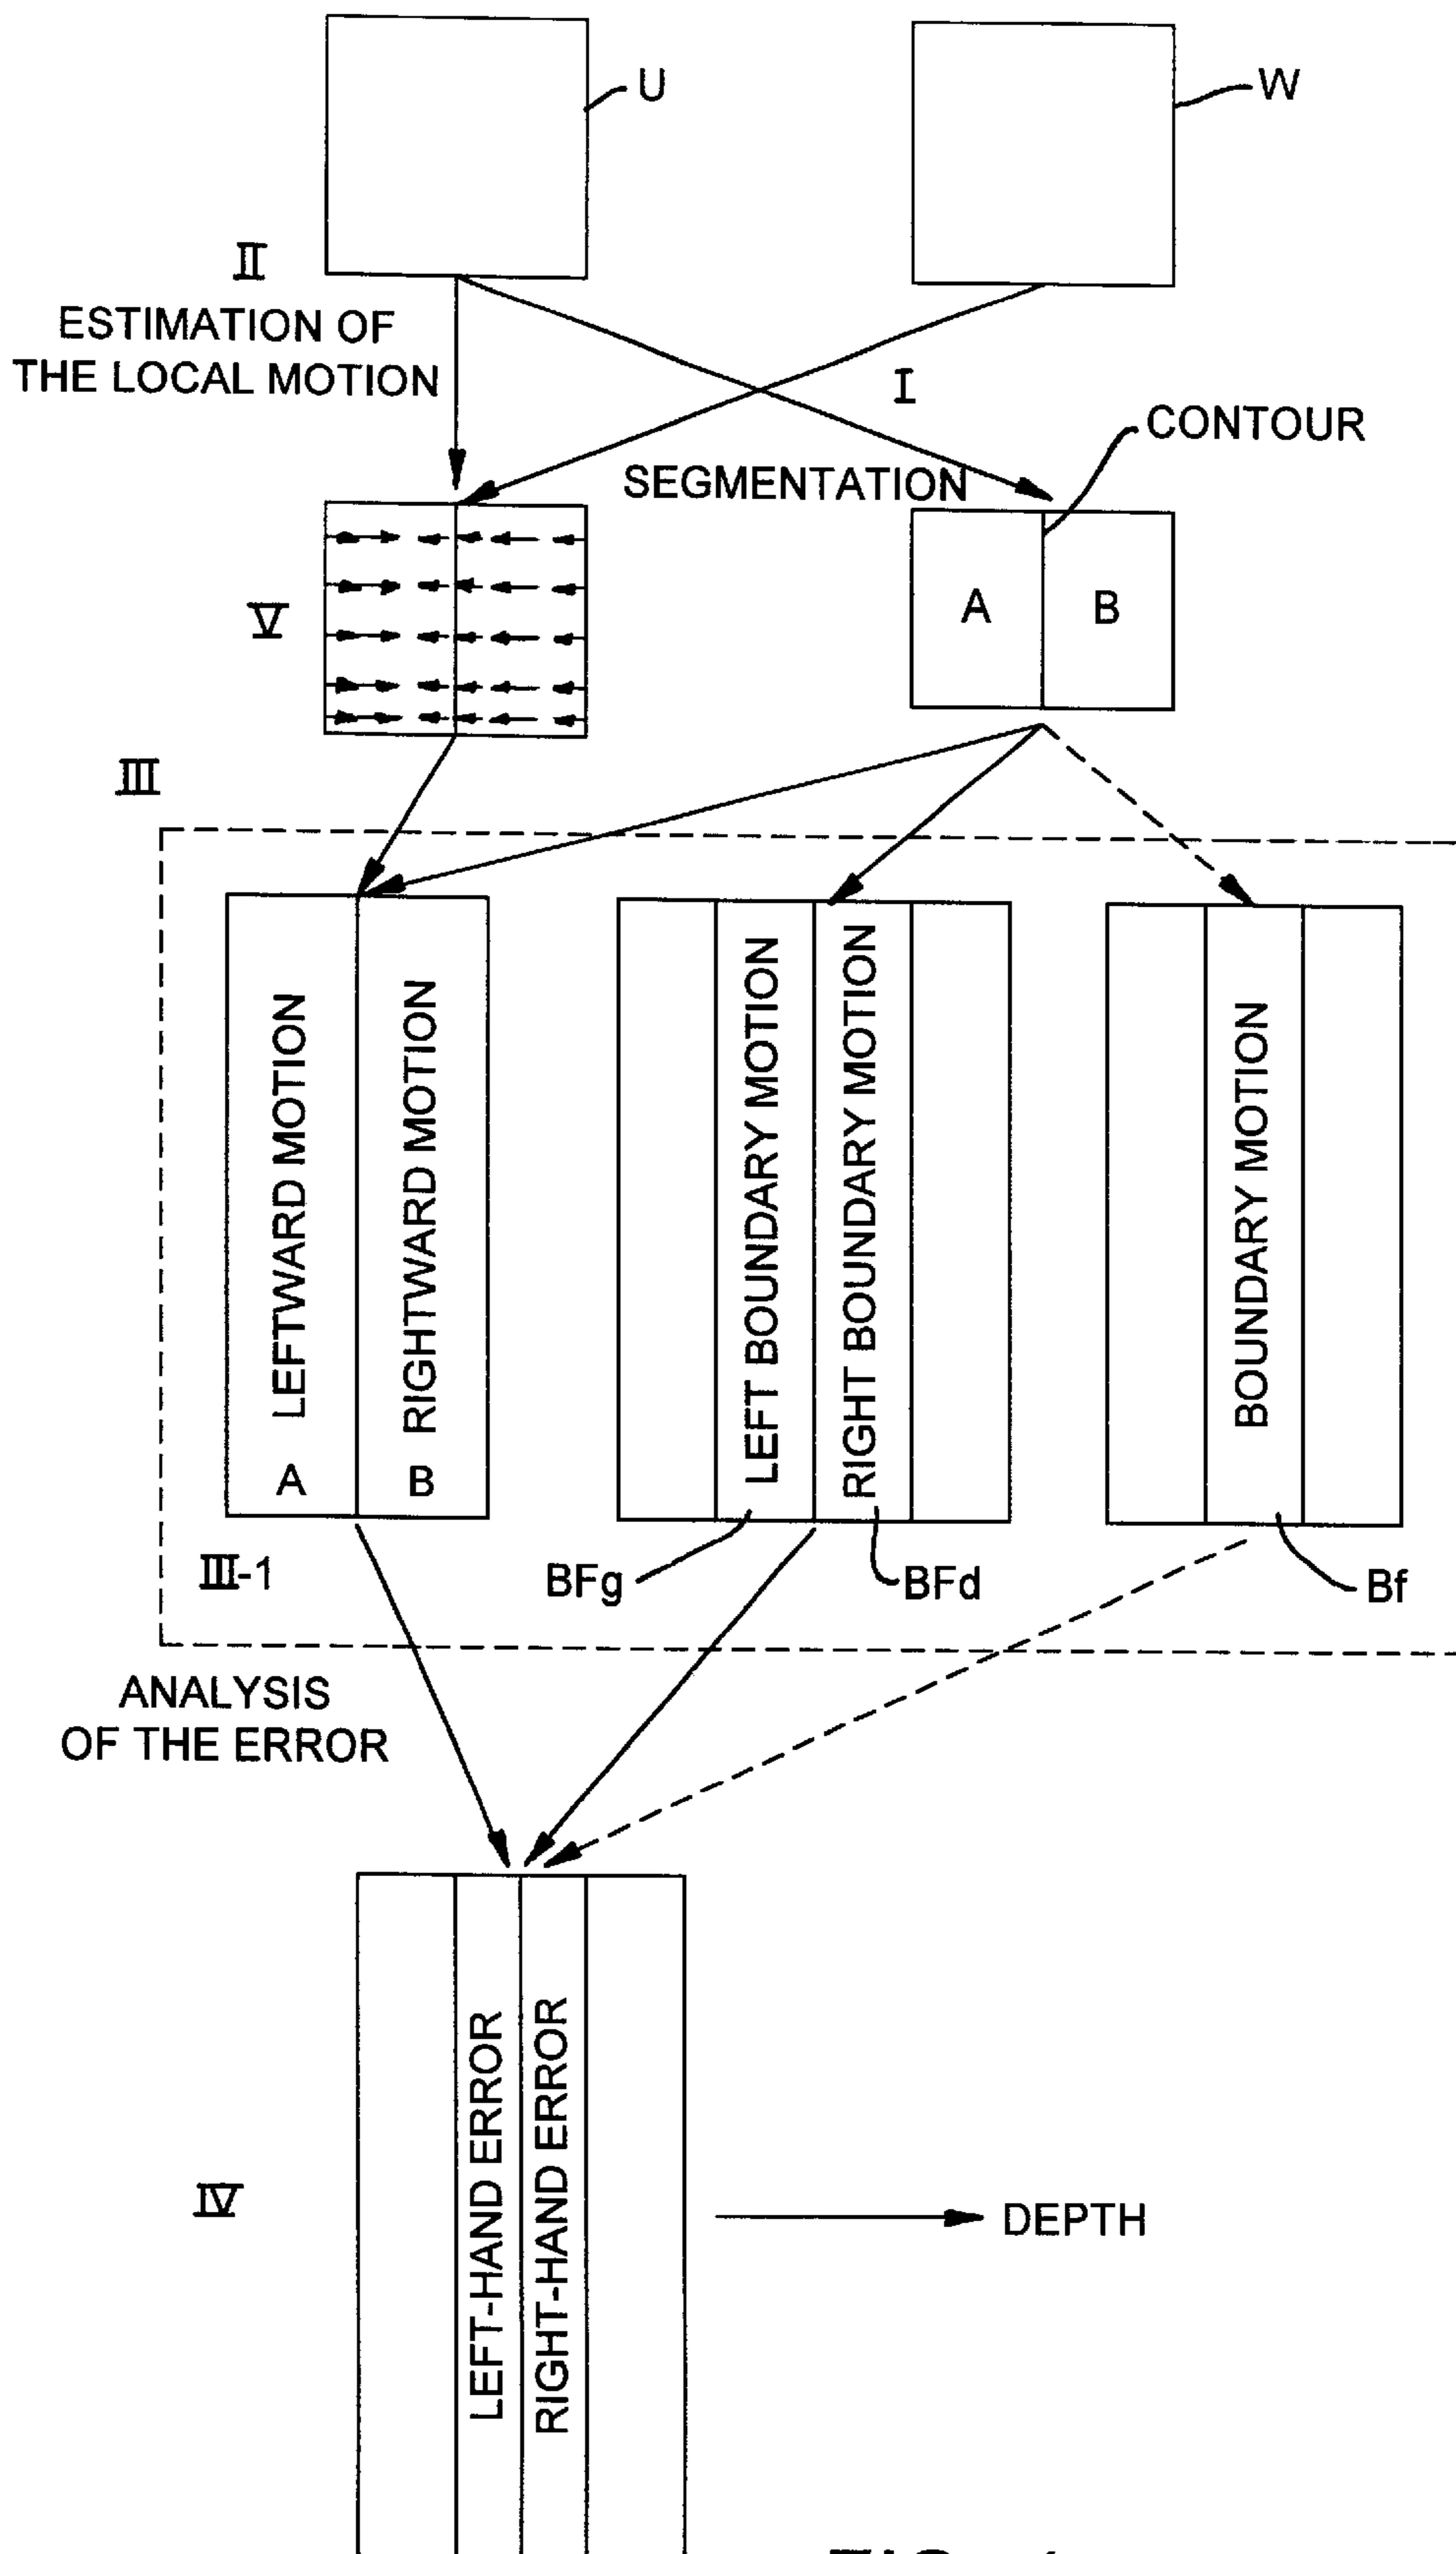 U
W
II
ESTIMATION OF
THE LOCAL MOTION
I
CONTOUR
SEGMENTATION
V
A
B
III
LEFTWARD MOTION
A
RIGHTWARD MOTION
B
LEFT BOUNDARY MOTION
RIGHT BOUNDARY MOTION
BOUNDARY MOTION
III-1
BFg
BFd
Bf
ANALYSIS
OF THE ERROR
LEFT-HAND ERROR
RIGHT-HAND ERROR
IV
DEPTH